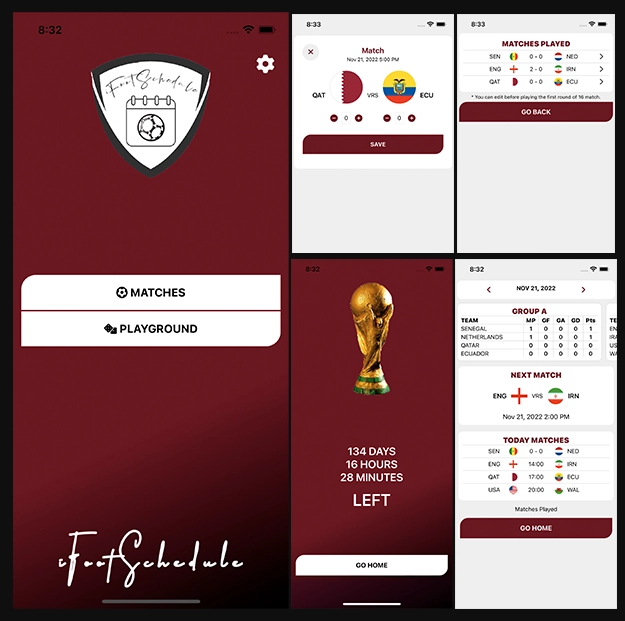 8:32
iFootSchedule
MATCHES
PLAYGROUND
iFootSchedule
8:33
Match
Nov 21, 2022 5:00 PM
QAT VRS ECU
0 0
SAVE
8:33
MATCHES PLAYED
SEN 0 - 0 NED
ENG 2 - 0 IRN
QAT 0 - 0 ECU
* You can edit before playing the first round of 16 match.
GO BACK
8:32
134 DAYS
16 HOURS
28 MINUTES
LEFT
GO HOME
8:32
NOV 21, 2022
GROUP A
TEAM MP GF GA GD Pts
SENEGAL 1 0 0 0 1
NETHERLANDS 1 0 0 0 1
QATAR 0 0 0 0 0
ECUADOR 0 0 0 0 0
TE
EN
IRA
US
WA
NEXT MATCH
ENG VRS IRN
Nov 21, 2022 2:00 PM
TODAY MATCHES
SEN 0 - 0 NED
ENG 14:00 IRN
QAT 17:00 ECU
USA 20:00 WAL
Matches Played
GO HOME